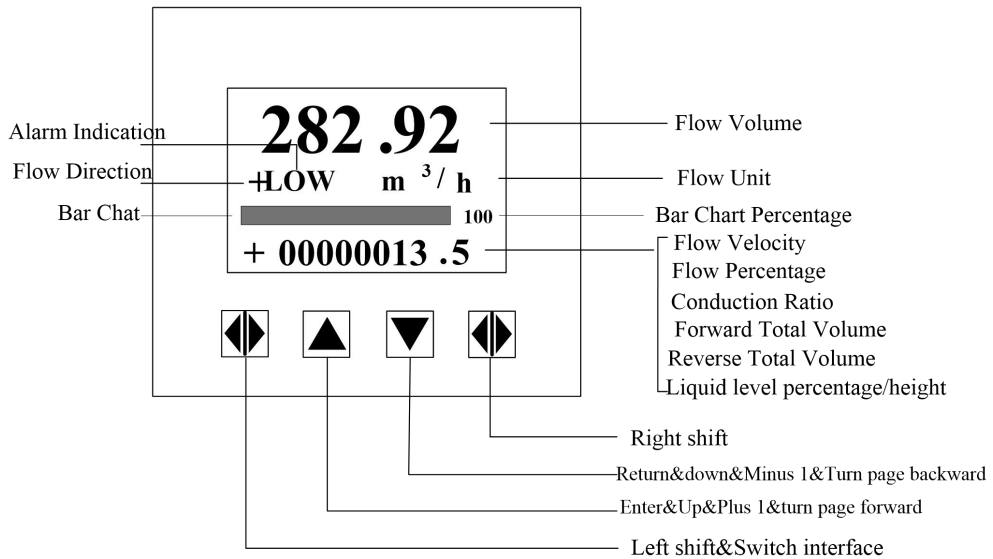 282 .92
Alarm Indication
Flow Volume
Flow Direction
+LOW m ³/ h
Flow Unit
Bar Chat
100
Bar Chart Percentage
+ 00000013 .5
Flow Velocity
Flow Percentage
Conduction Ratio
Forward Total Volume
Reverse Total Volume
Liquid level percentage/height
Right shift
Return&down&Minus 1&Turn page backward
Enter&Up&Plus 1&turn page forward
Left shift&Switch interface